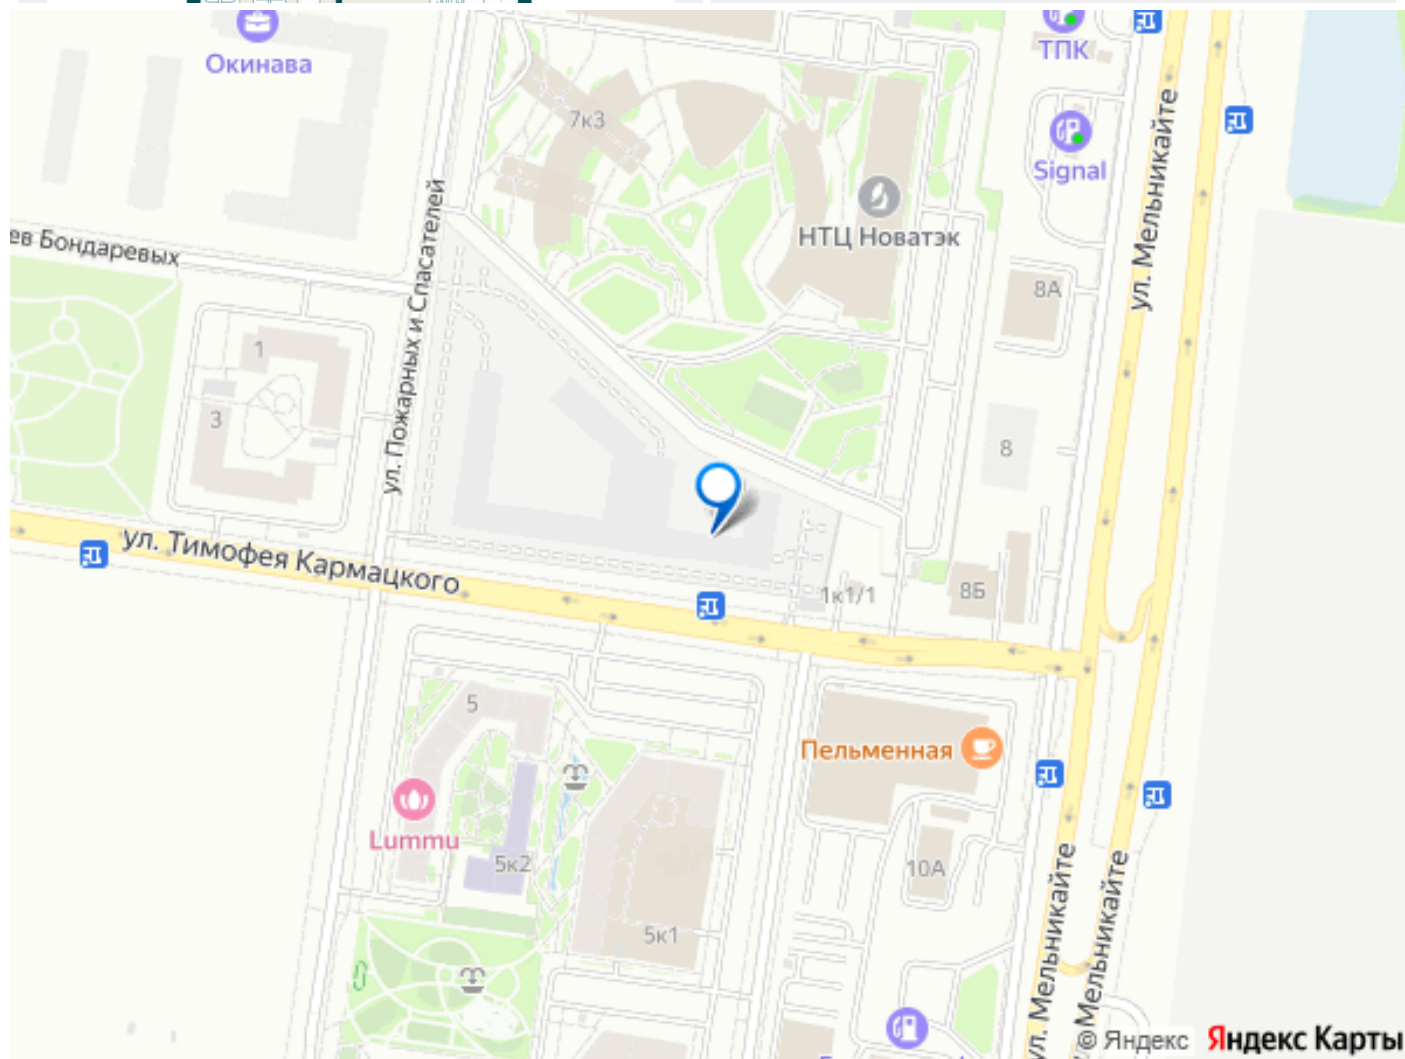 Окинава
ТПК
7к3
Signal
ул. Мельникайте
НТЦ Новатэк
ев Бондаревых
ул. Пожарных и Спасателей
8А
1
3
8
ул. Тимофея Кармацкого
1к1/1
8Б
5
Пельменная
Lummu
5к2
10А
5к1
ул. Мельникайте
Мельникайте
© Яндекс
Яндекс Карты